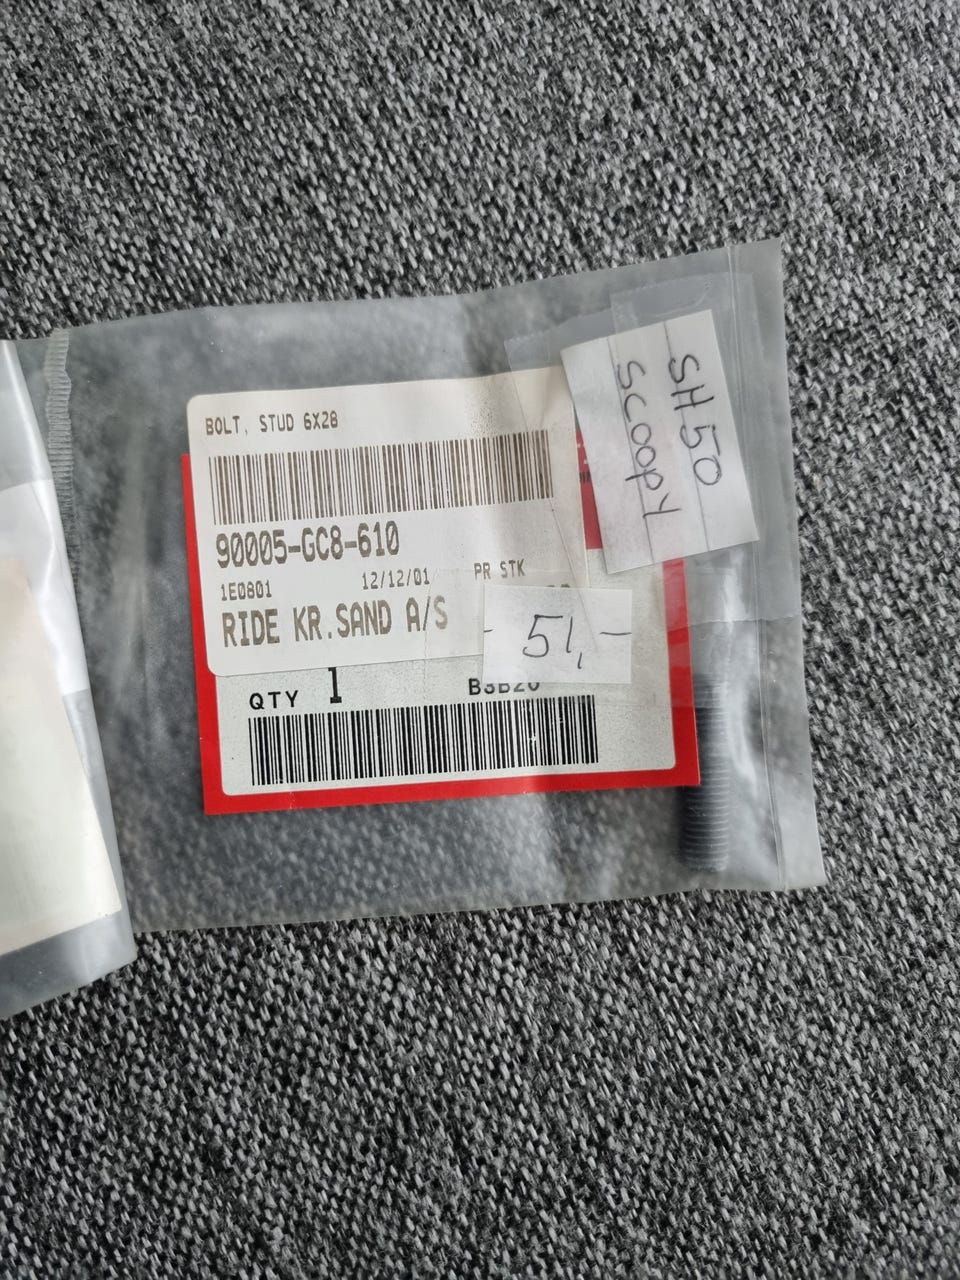 BOLT, STUD 6X28
90005-GC8-610
1E0801 12/12/01 PR STK
RIDE KR.SAND A/S
- 51,-
QTY 1
SH50
SCOOPY